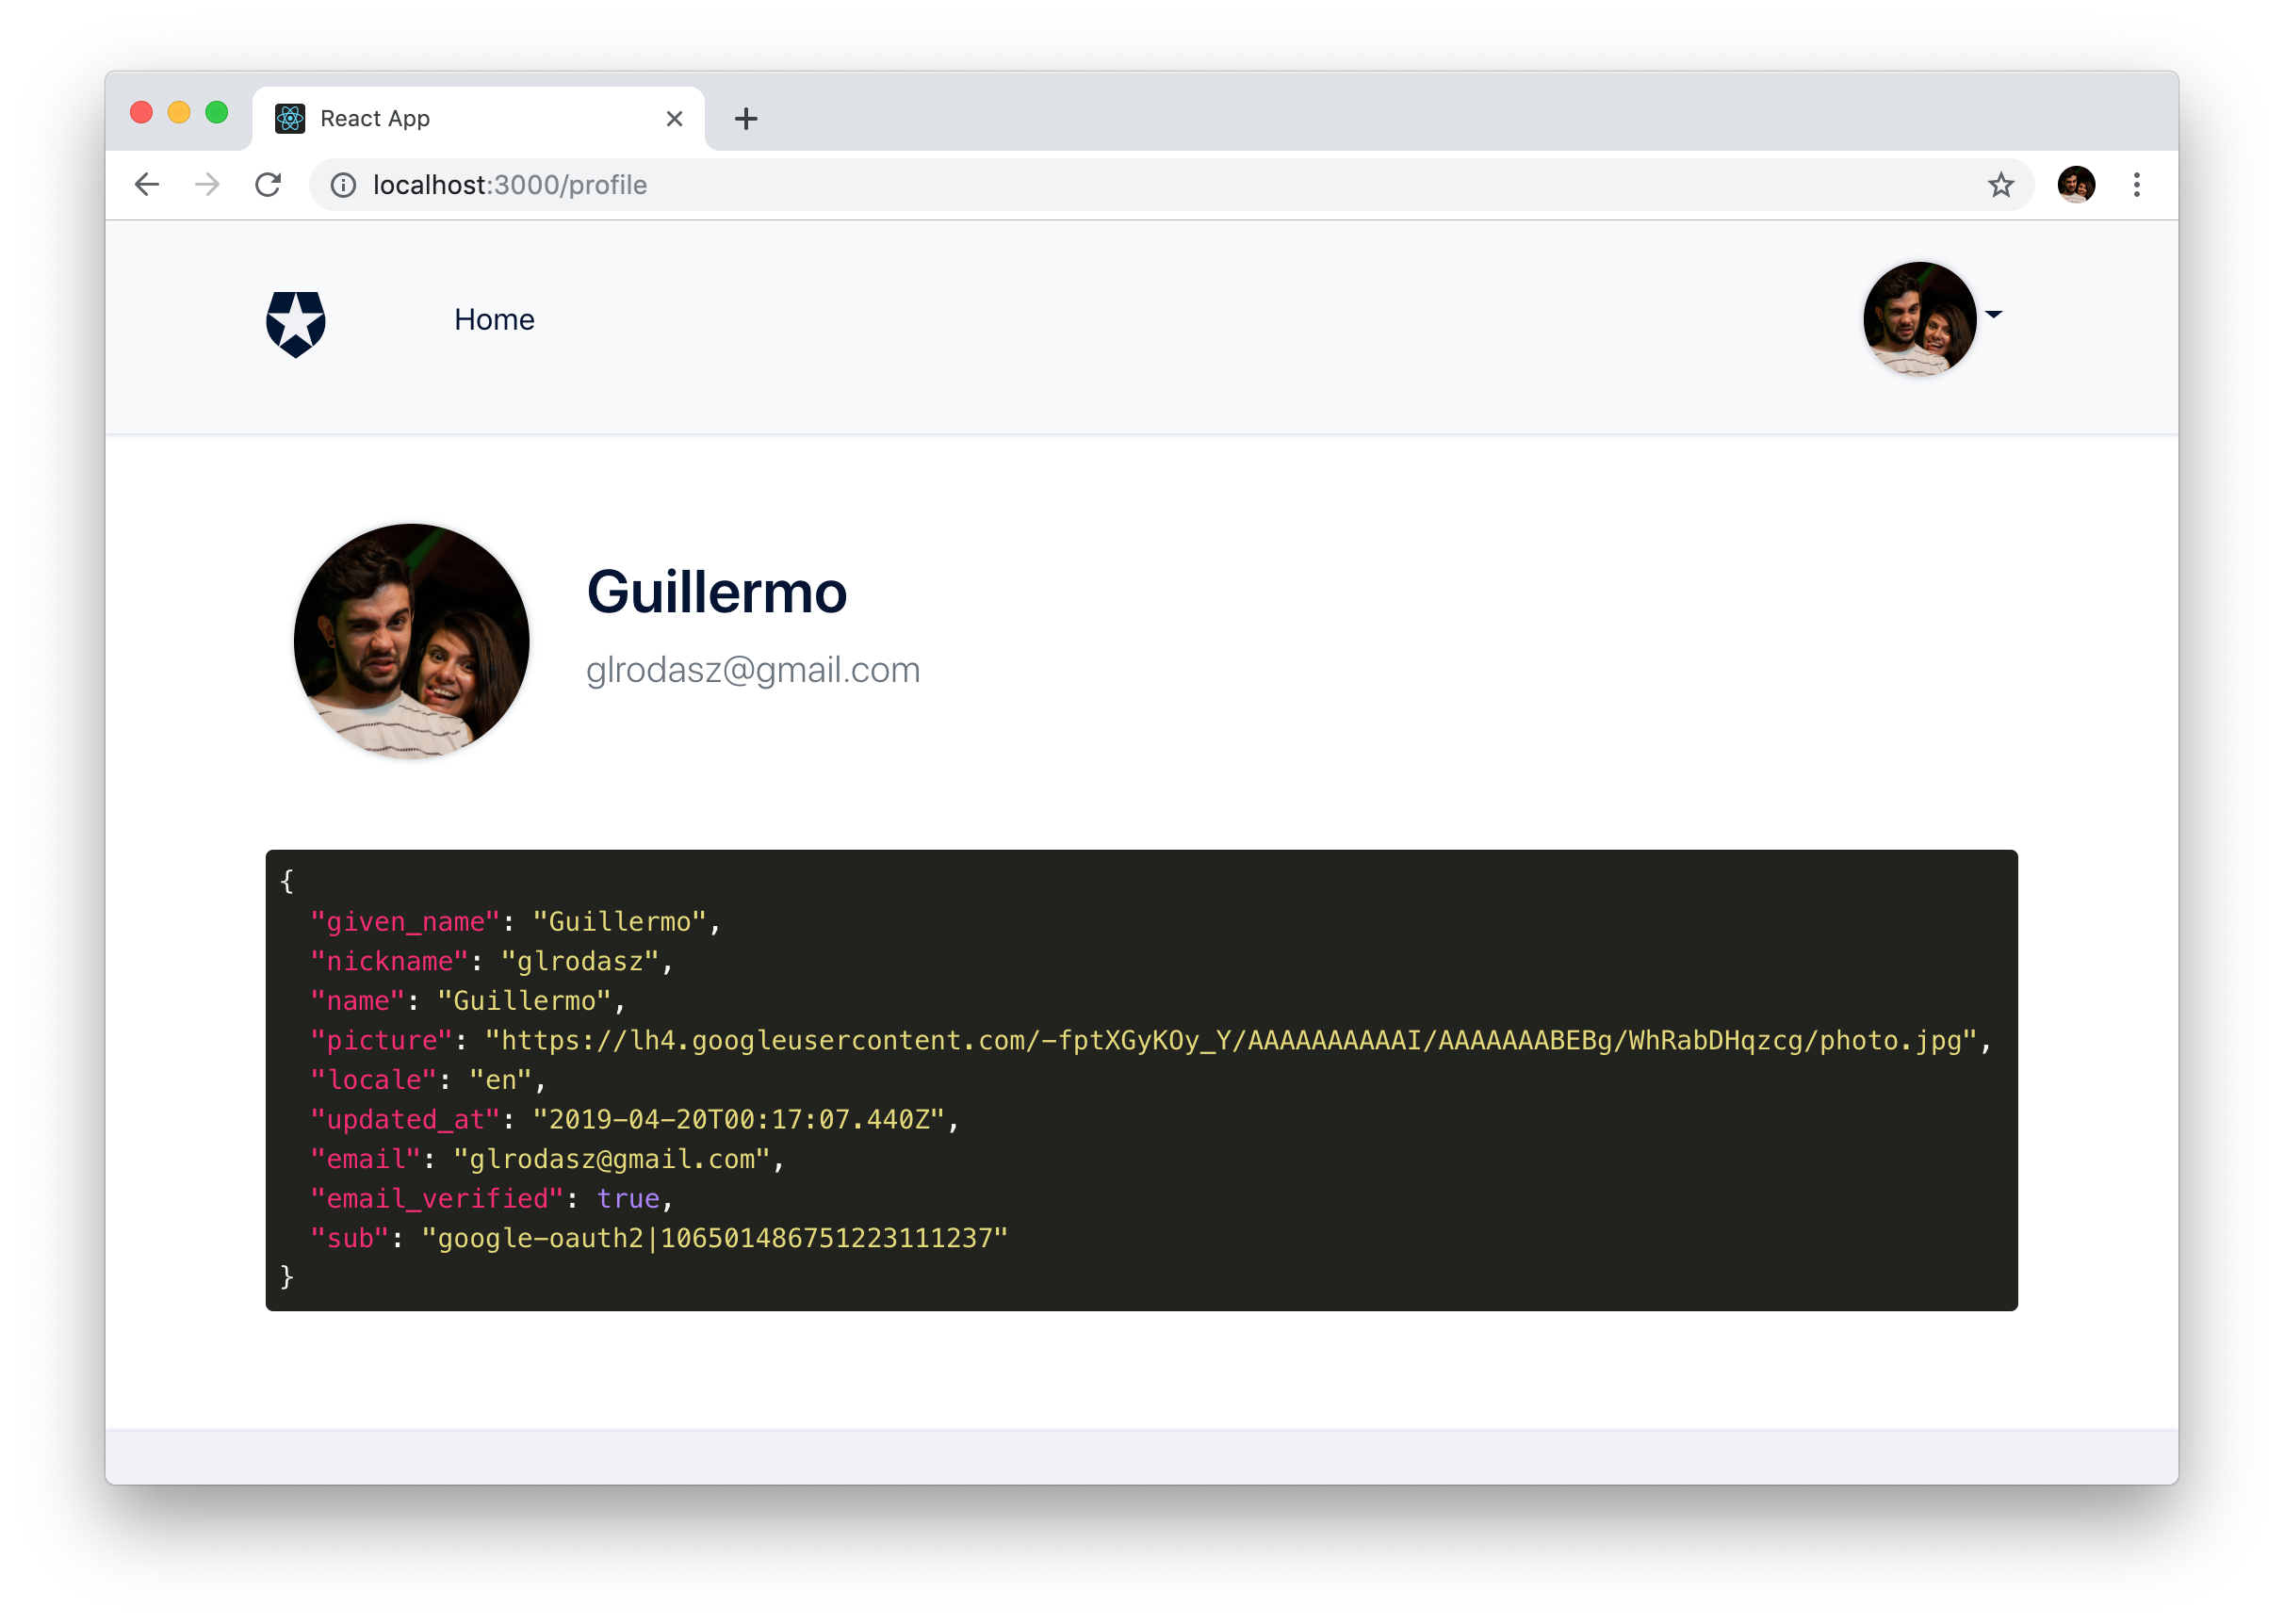 React App
localhost:3000/profile
Home
Guillermo
glrodasz@gmail.com
{
"given_name": "Guillermo",
"nickname": "glrodasz",
"name": "Guillermo",
"picture": "https://lh4.googleusercontent.com/-fptXGyKOy_Y/AAAAAAAAAAI/AAAAAAABEBg/WhRabDHqzcg/photo.jpg",
"locale": "en",
"updated_at": "2019-04-20T00:17:07.440Z",
"email": "glrodasz@gmail.com",
"email_verified": true,
"sub": "google-oauth2|106501486751223111237"
}